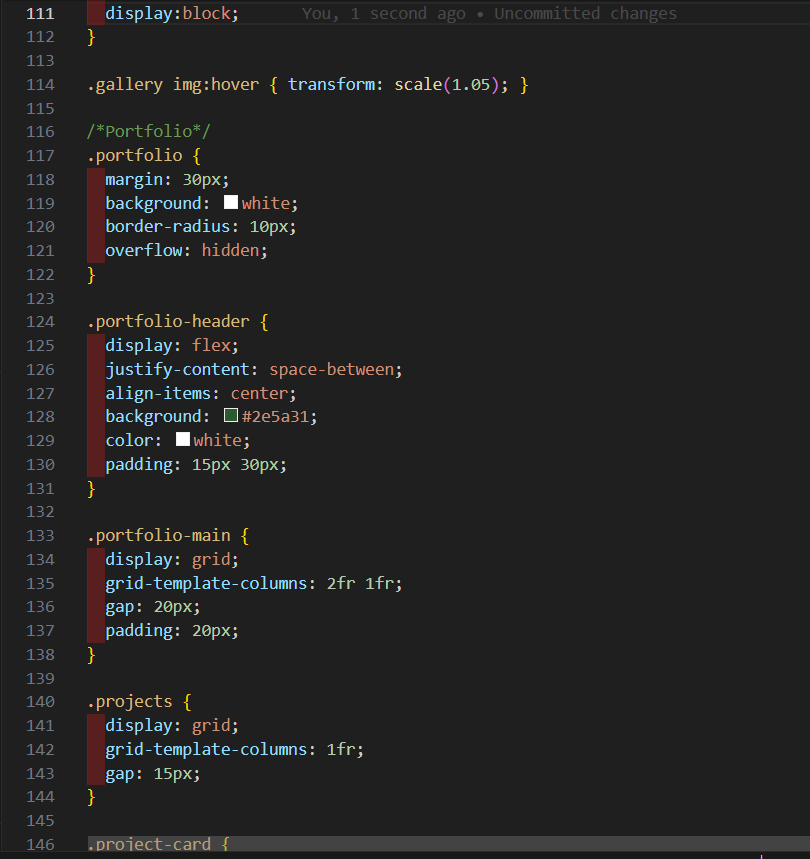 111 display:block; You, 1 second ago • Uncommitted changes
112 }
113
114 .gallery img:hover { transform: scale(1.05); }
115
116 /*Portfolio*/
117 .portfolio {
118 margin: 30px;
119 background: white;
120 border-radius: 10px;
121 overflow: hidden;
122 }
123
124 .portfolio-header {
125 display: flex;
126 justify-content: space-between;
127 align-items: center;
128 background: #2e5a31;
129 color: white;
130 padding: 15px 30px;
131 }
132
133 .portfolio-main {
134 display: grid;
135 grid-template-columns: 2fr 1fr;
136 gap: 20px;
137 padding: 20px;
138 }
139
140 .projects {
141 display: grid;
142 grid-template-columns: 1fr;
143 gap: 15px;
144 }
145
146 .project-card {